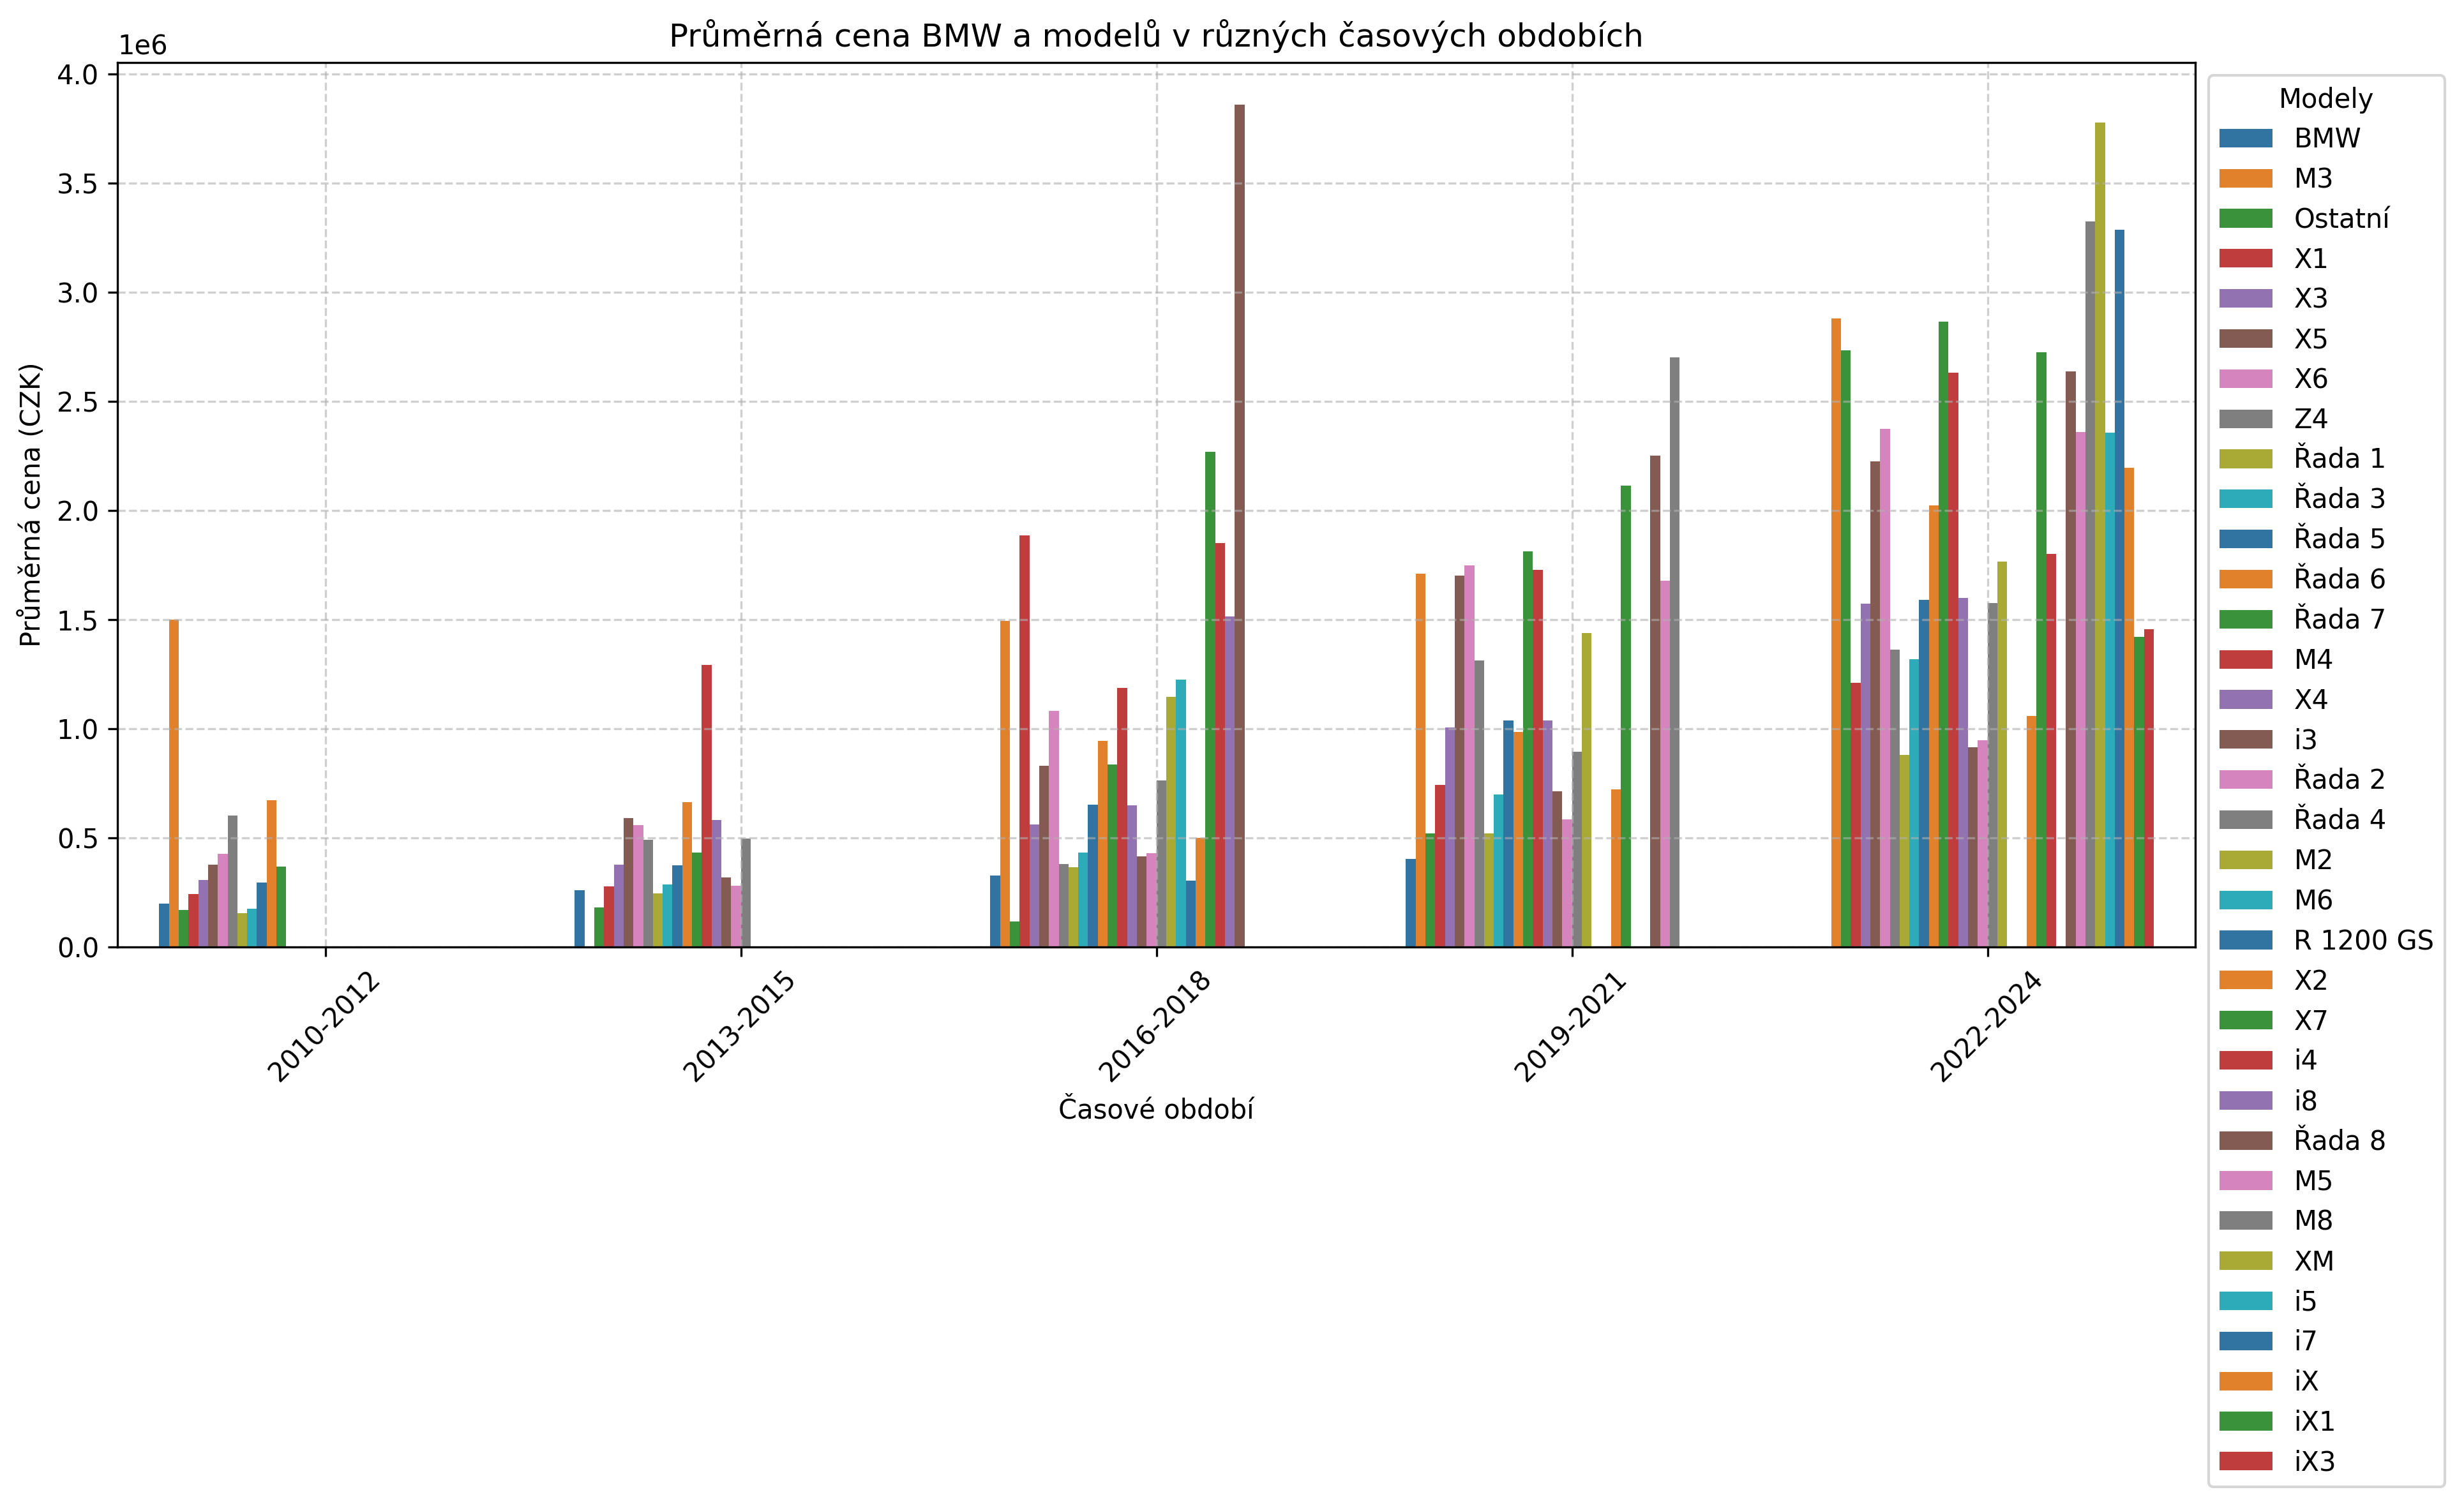 Průměrná cena BMW a modelů v různých časových obdobích
1e6
4.0
3.5
3.0
2.5
2.0
1.5
1.0
0.5
0.0
Průměrná cena (CZK)
2010-2012
2013-2015
2016-2018
2019-2021
2022-2024
Časové období
Modely
BMW
M3
Ostatní
X1
X3
X5
X6
Z4
Řada 1
Řada 3
Řada 5
Řada 6
Řada 7
M4
X4
i3
Řada 2
Řada 4
M2
M6
R 1200 GS
X2
X7
i4
i8
Řada 8
M5
M8
XM
i5
i7
iX
iX1
iX3